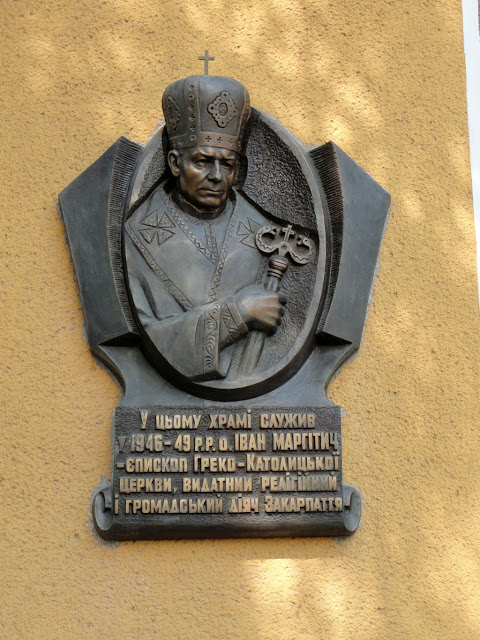 У цьому храмі служив
у 1946-49 р.р. о. Іван Маргітич
-єпископ Греко-Католицької
церкви, видатний релігійний
і громадський діяч Закарпаття